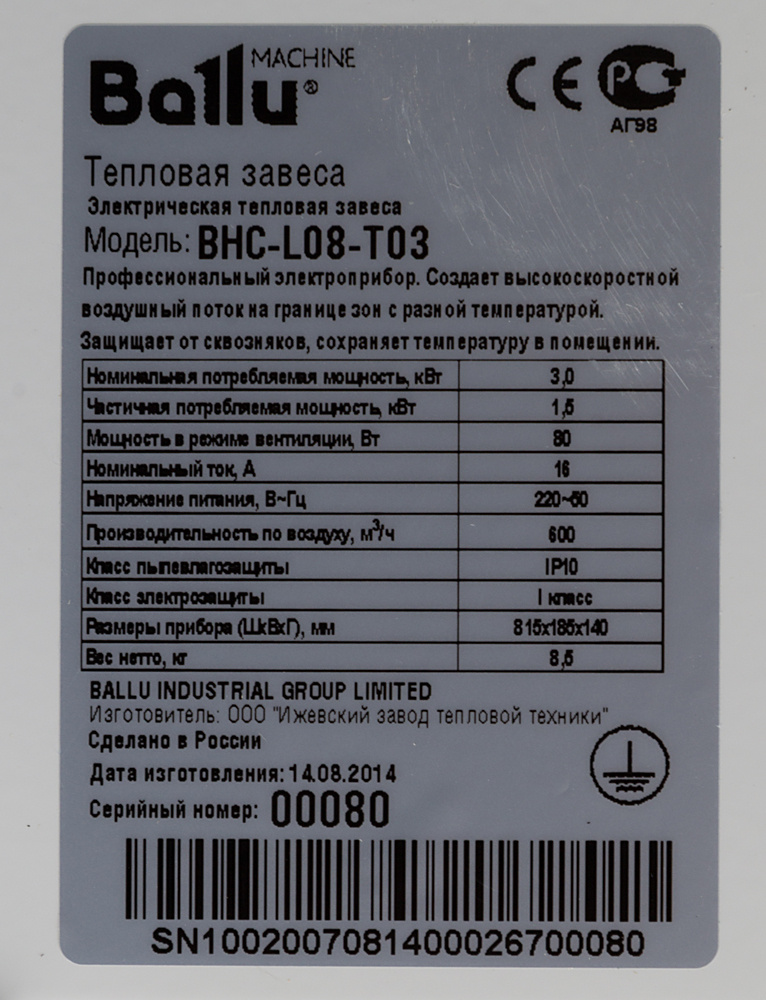 Ballu MACHINE ®
CE РСТ
АГ98
Тепловая завеса
Электрическая тепловая завеса
Модель: BHC-L08-T03
Профессиональный электроприбор. Создает высокоскоростной
воздушный поток на границе зон с разной температурой.
Защищает от сквозняков, сохраняет температуру в помещении.
Номинальная потребляемая мощность, кВт 3,0
Частичная потребляемая мощность, кВт 1,5
Мощность в режиме вентиляции, Вт 80
Номинальный ток, А 16
Напряжение питания, В~Гц 220~50
Производительность по воздуху, м³/ч 600
Класс пылевлагозащиты IP10
Класс электрозащиты I класс
Размеры прибора (ШхВхГ), мм 815х185х140
Вес нетто, кг 8,5
BALLU INDUSTRIAL GROUP LIMITED
Изготовитель: ООО "Ижевский завод тепловой техники"
Сделано в России
Дата изготовления: 14.08.2014
Серийный номер: 00080
SN1002007081400026700080